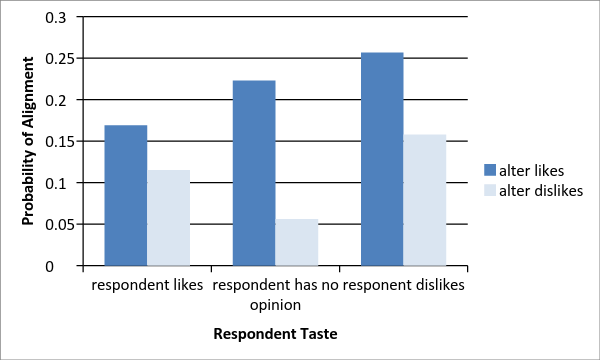 0.3
0.25
0.2
0.15
0.1
0.05
0
Probability of Alignment
respondent likes
respondent has no
opinion
responent dislikes
Respondent Taste
alter likes
alter dislikes